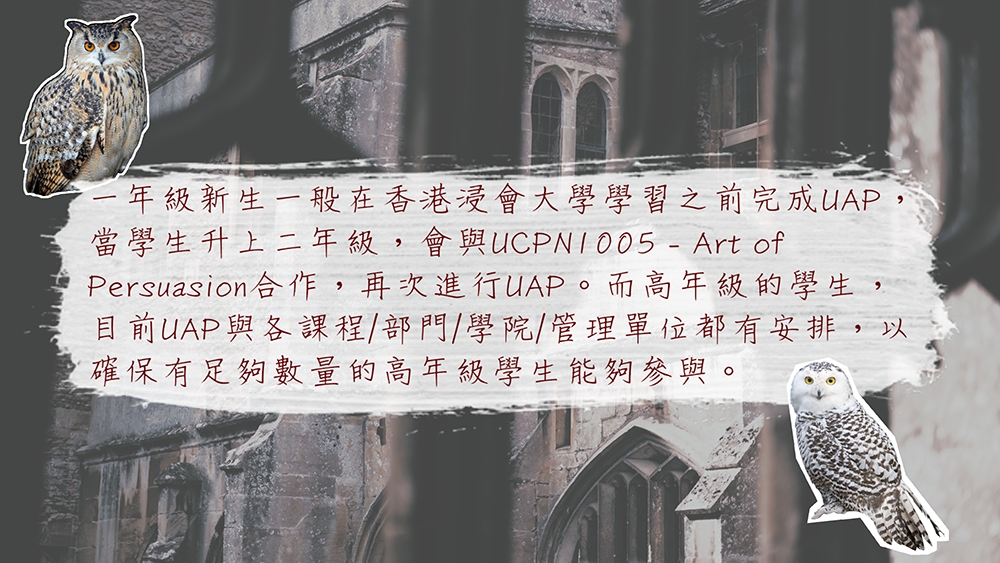 一年級新生一般在香港浸會大學學習之前完成UAP，
當學生升上二年級，會與UCPN1005 - Art of
Persuasion合作，再次進行UAP。而高年級的學生，
目前UAP與各課程/部門/學院/管理單位都有安排，以
確保有足夠數量的高年級學生能夠參與。